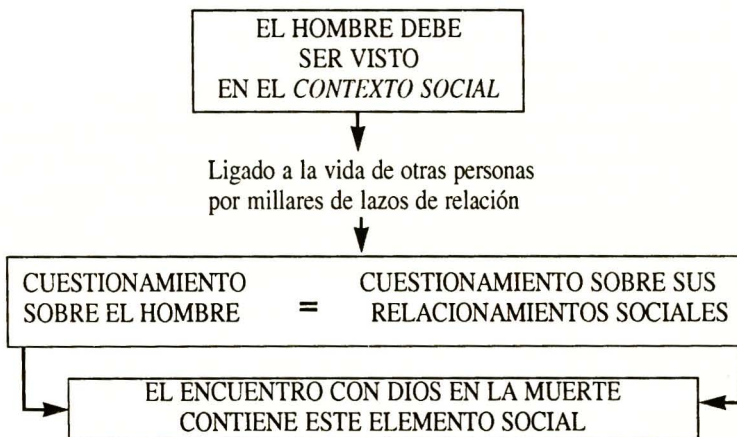 EL HOMBRE DEBE
SER VISTO
EN EL CONTEXTO SOCIAL
Ligado a la vida de otras personas
por millares de lazos de relación
CUESTIONAMIENTO = CUESTIONAMIENTO SOBRE SUS
SOBRE EL HOMBRE RELACIONAMIENTOS SOCIALES
EL ENCUENTRO CON DIOS EN LA MUERTE
CONTIENE ESTE ELEMENTO SOCIAL